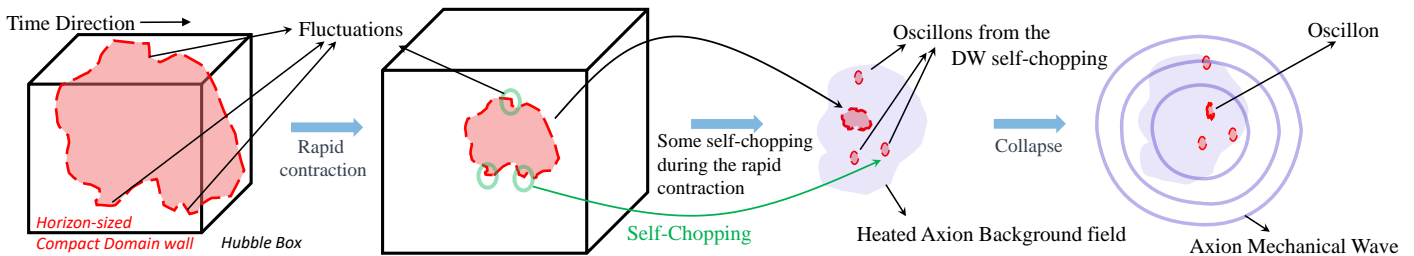 Time Direction
Fluctuations
Horizon-sized
Compact Domain wall
Hubble Box
Rapid
contraction
Some self-chopping
during the rapid
contraction
Self-Chopping
Oscillons from the
DW self-chopping
Heated Axion Background field
Collapse
Oscillon
Axion Mechanical Wave